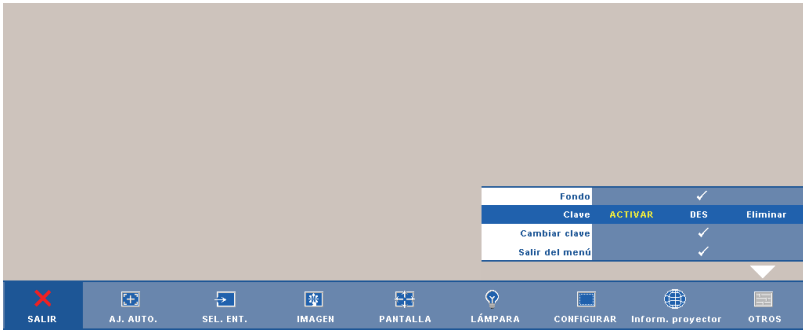 Fondo
Clave ACTIVAR DES Eliminar
Cambiar clave
Salir del menú
SALIR AJ. AUTO. SEL. ENT. IMAGEN PANTALLA LÁMPARA CONFIGURAR Inform. proyector OTROS